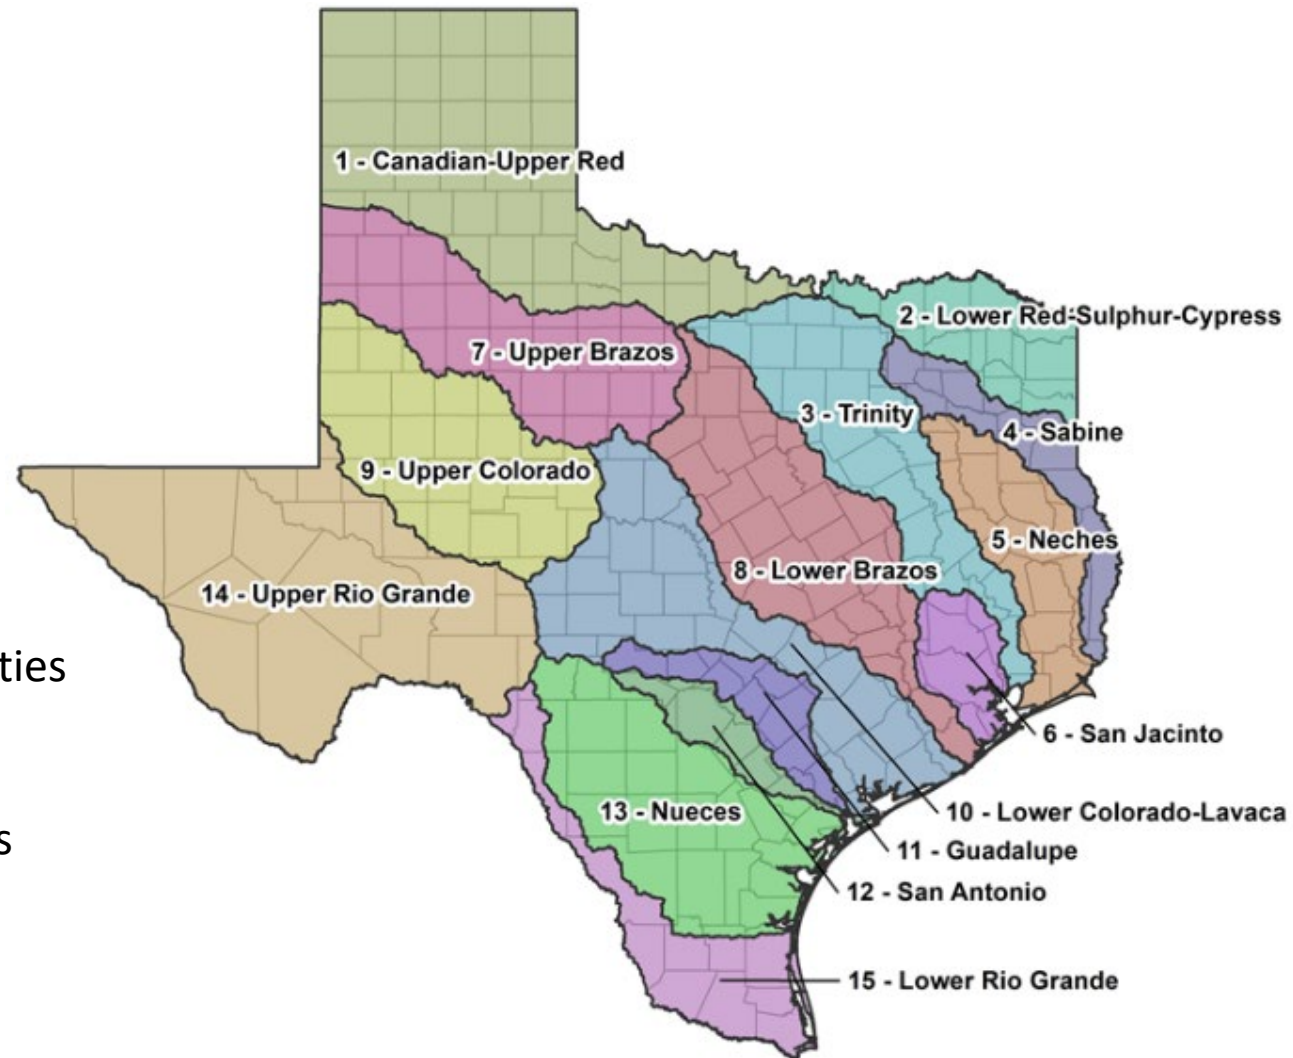 1 - Canadian-Upper Red
2 - Lower Red-Sulphur-Cypress
7 - Upper Brazos
3 - Trinity
4 - Sabine
9 - Upper Colorado
5 - Neches
8 - Lower Brazos
14 - Upper Rio Grande
ties
6 - San Jacinto
13 - Nueces
10 - Lower Colorado-Lavaca
s
11 - Guadalupe
12 - San Antonio
15 - Lower Rio Grande